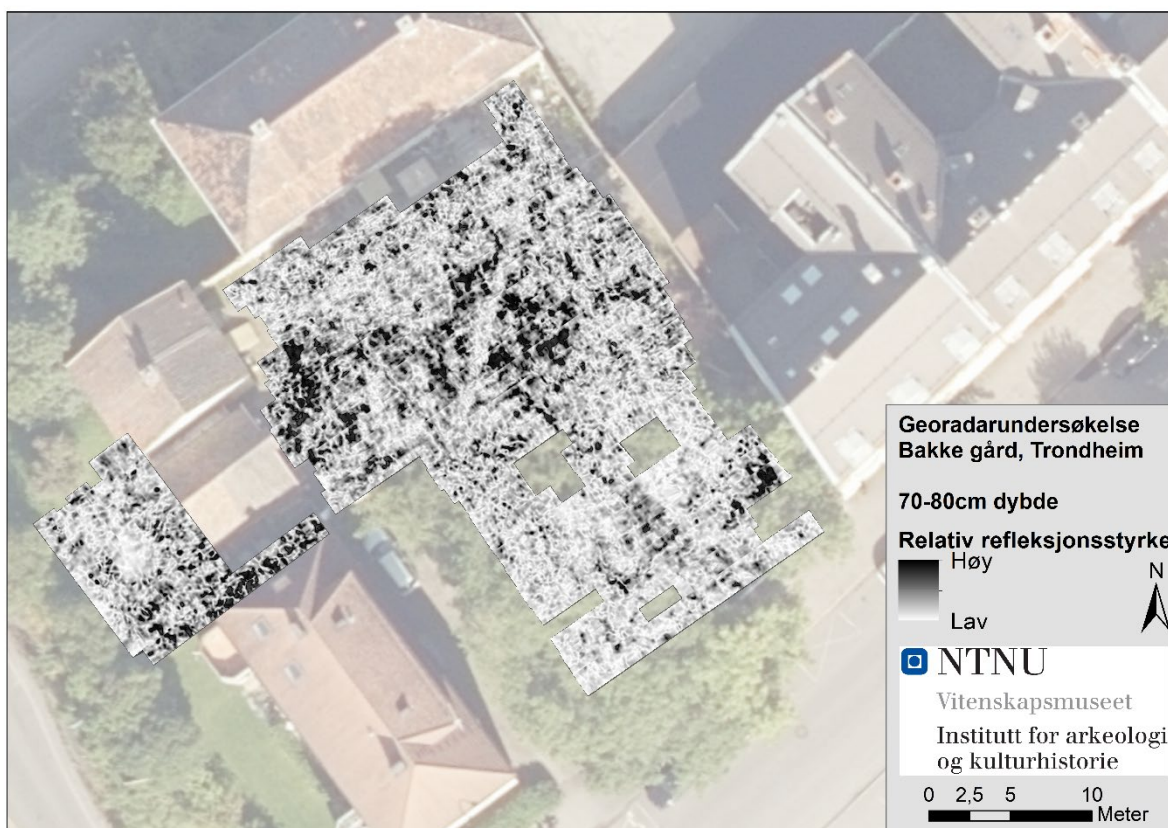 Georadarundersøkelse
Bakke gård, Trondheim
70-80cm dybde
Relativ refleksjonsstyrke
Høy
N
Lav
NTNU
Vitenskapsmuseet
Institutt for arkeologi
og kulturhistorie
0 2,5 5 10
Meter